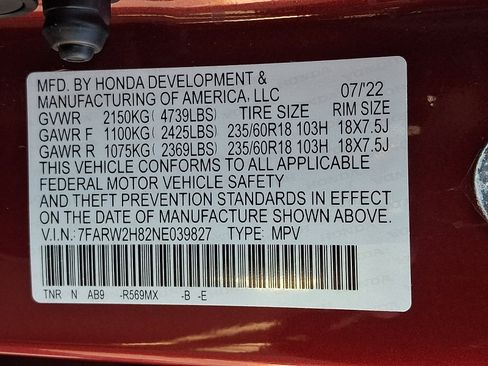 MFD. BY HONDA DEVELOPMENT &
MANUFACTURING OF AMERICA, LLC 07/'22
GVWR 2150KG ( 4739LBS) TIRE SIZE RIM SIZE
GAWR F 1100KG ( 2425LBS) 235/60R18 103H 18X7.5J
GAWR R 1075KG ( 2369LBS) 235/60R18 103H 18X7.5J
THIS VEHICLE CONFORMS TO ALL APPLICABLE
FEDERAL MOTOR VEHICLE SAFETY
AND THEFT PREVENTION STANDARDS IN EFFECT
ON THE DATE OF MANUFACTURE SHOWN ABOVE.
V.I.N.: 7FARW2H82NE039827 TYPE: MPV
TNR N AB9 -R569MX -B -E